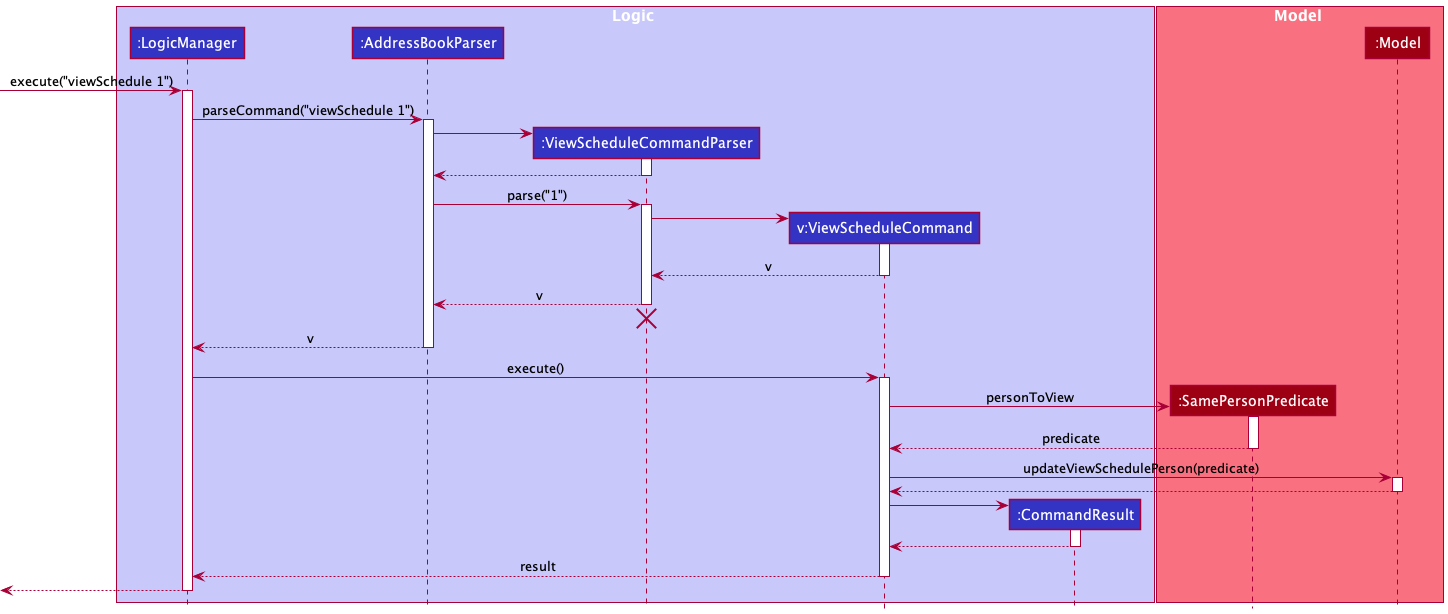 Logic
Model
:LogicManager
:AddressBookParser
:Model
execute("viewSchedule 1")
parseCommand("viewSchedule 1")
:ViewScheduleCommandParser
parse("1")
v:ViewScheduleCommand
v
v
v
execute()
personToView
:SamePersonPredicate
predicate
updateViewSchedulePerson(predicate)
:CommandResult
result